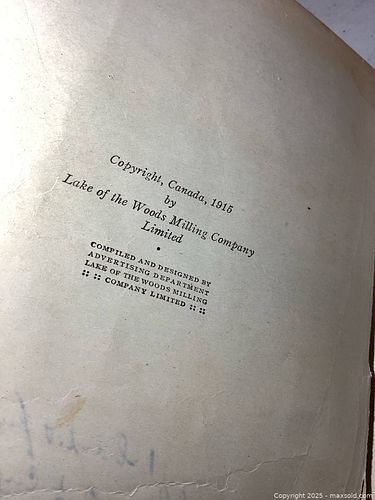 Copyright, Canada, 1915
by
Lake of the Woods Milling Company
Limited
COMPILED AND DESIGNED BY
ADVERTISING DEPARTMENT
LAKE OF THE WOODS MILLING
:: :: COMPANY LIMITED :: ::
Copyright © 2025 - maxsold.com